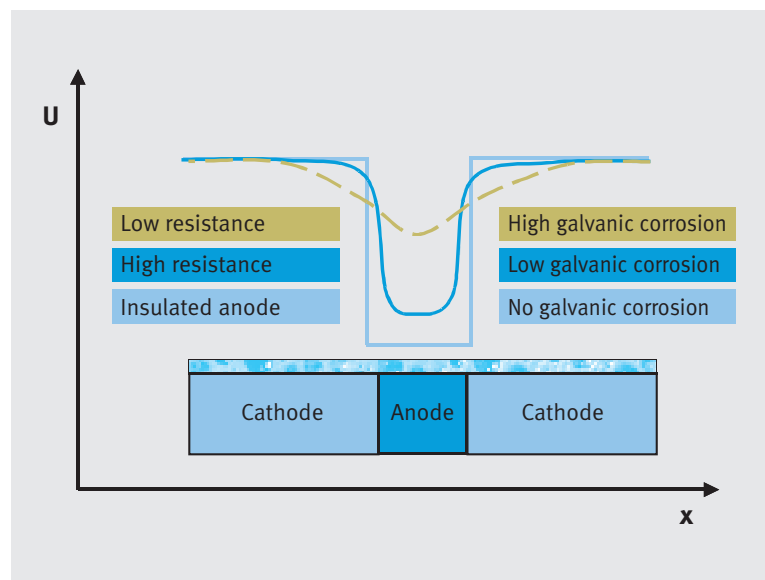 U
Low resistance
High galvanic corrosion
High resistance
Low galvanic corrosion
Insulated anode
No galvanic corrosion
Cathode
Anode
Cathode
x